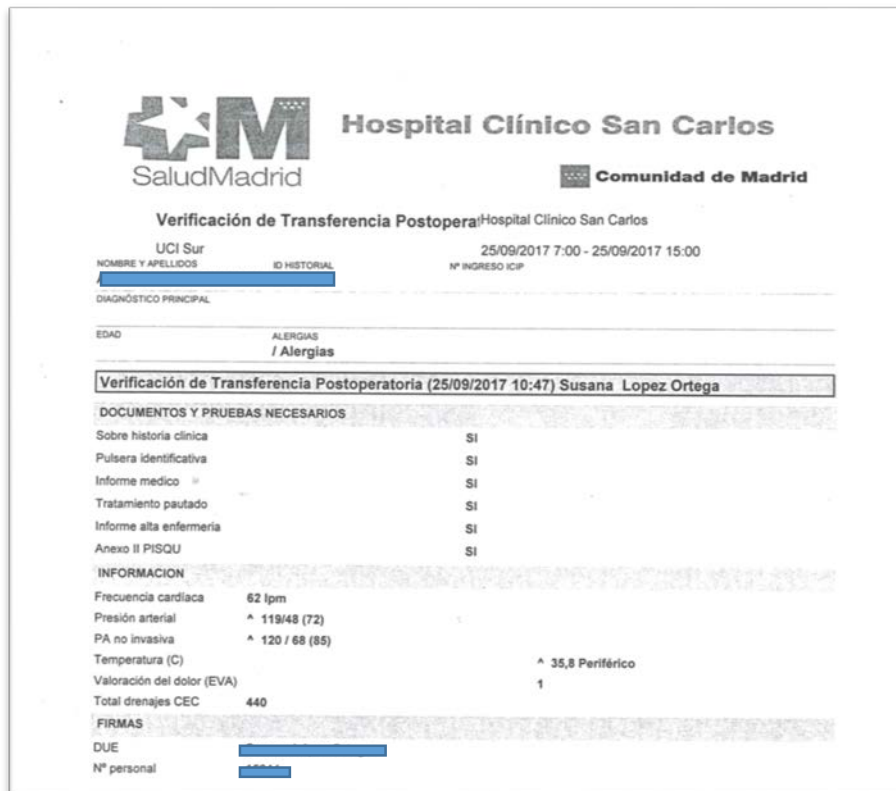 SaludMadrid
Hospital Clínico San Carlos
Comunidad de Madrid
Verificación de Transferencia Postopera Hospital Clínico San Carlos
UCI Sur 25/09/2017 7:00 - 25/09/2017 15:00
NOMBRE Y APELLIDOS ID HISTORIAL Nº INGRESO ICIP
DIAGNÓSTICO PRINCIPAL
EDAD ALERGIAS
/ Alergias
Verificación de Transferencia Postoperatoria (25/09/2017 10:47) Susana Lopez Ortega
DOCUMENTOS Y PRUEBAS NECESARIOS
Sobre historia clinica SI
Pulsera identificativa SI
Informe medico SI
Tratamiento pautado SI
Informe alta enfermeria SI
Anexo II PISQU SI
INFORMACION
Frecuencia cardíaca 62 lpm
Presión arterial ^ 119/48 (72)
PA no invasiva ^ 120 / 68 (85)
Temperatura (C) ^ 35,8 Periférico
Valoración del dolor (EVA) 1
Total drenajes CEC 440
FIRMAS
DUE
Nº personal